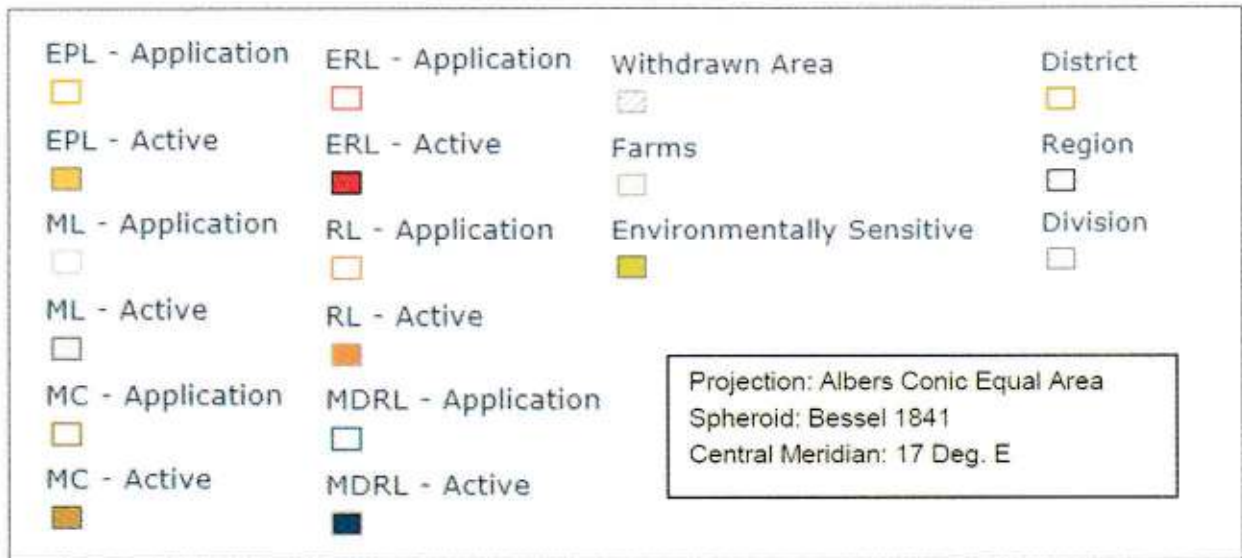 EPL - Application
EPL - Active
ML - Application
ML - Active
MC - Application
MC - Active
ERL - Application
ERL - Active
RL - Application
RL - Active
MDRL - Application
MDRL - Active
Withdrawn Area
Farms
Environmentally Sensitive
District
Region
Division
Projection: Albers Conic Equal Area
Spheroid: Bessel 1841
Central Meridian: 17 Deg. E